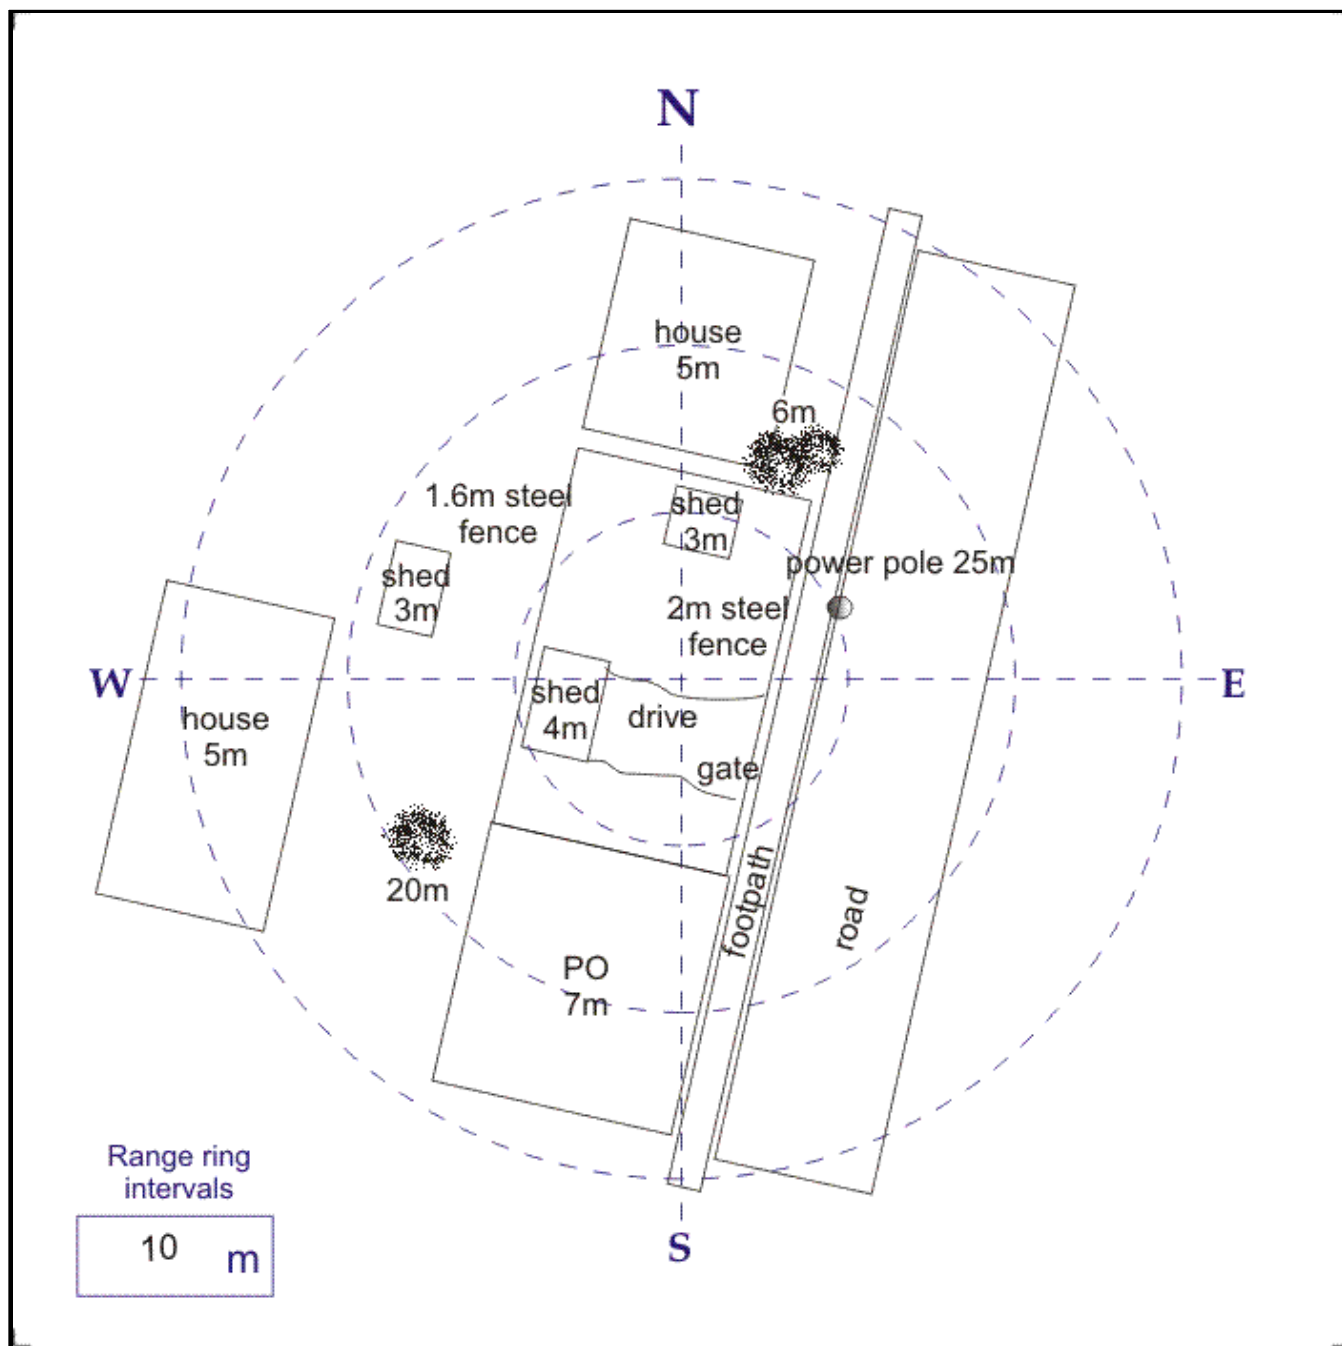 N
house
5m
6m
1.6m steel
fence
shed
3m
shed
3m
power pole 25m
2m steel
fence
W
E
shed
4m
drive
house
5m
gate
20m
footpath
road
PO
7m
Range ring
intervals
10 m
S